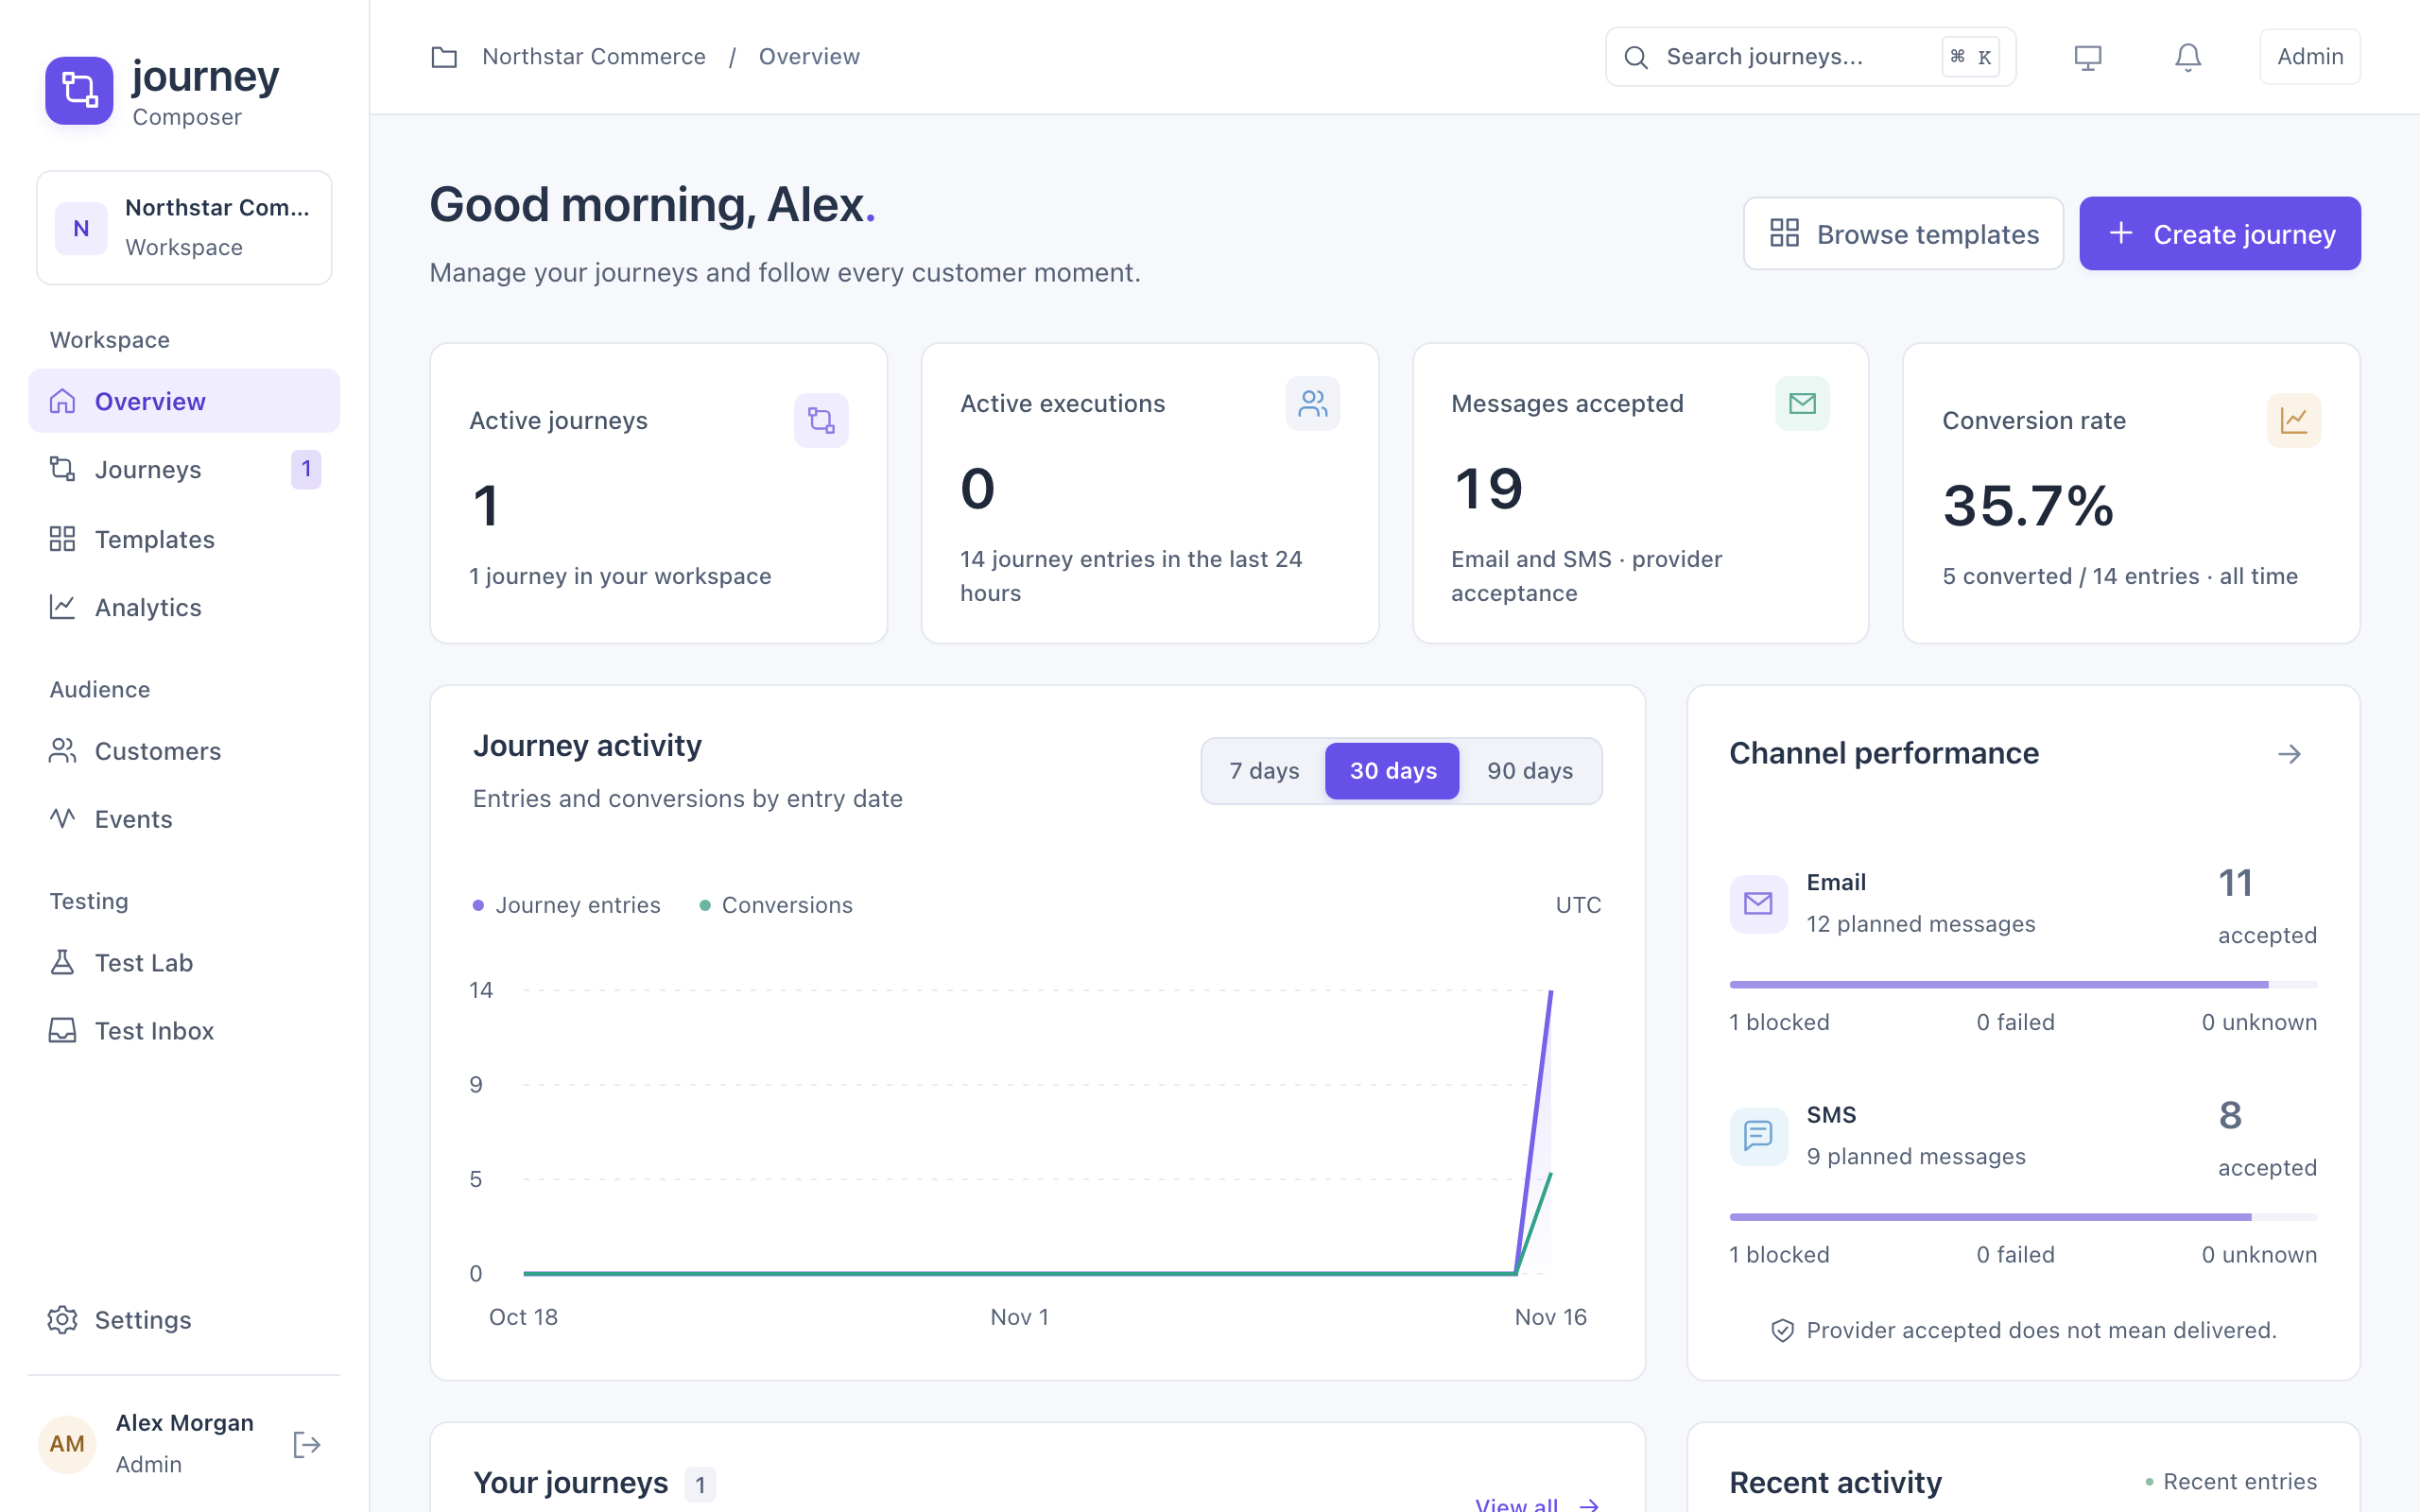 journey
Composer
N
Northstar Com...
Workspace
Workspace
Overview
Journeys 1
Templates
Analytics
Audience
Customers
Events
Testing
Test Lab
Test Inbox
Settings
AM
Alex Morgan
Admin
Northstar Commerce / Overview
Search journeys...
⌘ K
Admin
Good morning, Alex.
Manage your journeys and follow every customer moment.
Browse templates
Create journey
Active journeys
1
1 journey in your workspace
Active executions
0
14 journey entries in the last 24
hours
Messages accepted
19
Email and SMS · provider
acceptance
Conversion rate
35.7%
5 converted / 14 entries · all time
Journey activity
Entries and conversions by entry date
7 days 30 days 90 days
Journey entries Conversions UTC
14
9
5
0
Oct 18 Nov 1 Nov 16
Channel performance
Email
12 planned messages
11
accepted
1 blocked 0 failed 0 unknown
SMS
9 planned messages
8
accepted
1 blocked 0 failed 0 unknown
Provider accepted does not mean delivered.
Your journeys 1
View all
Recent activity
Recent entries